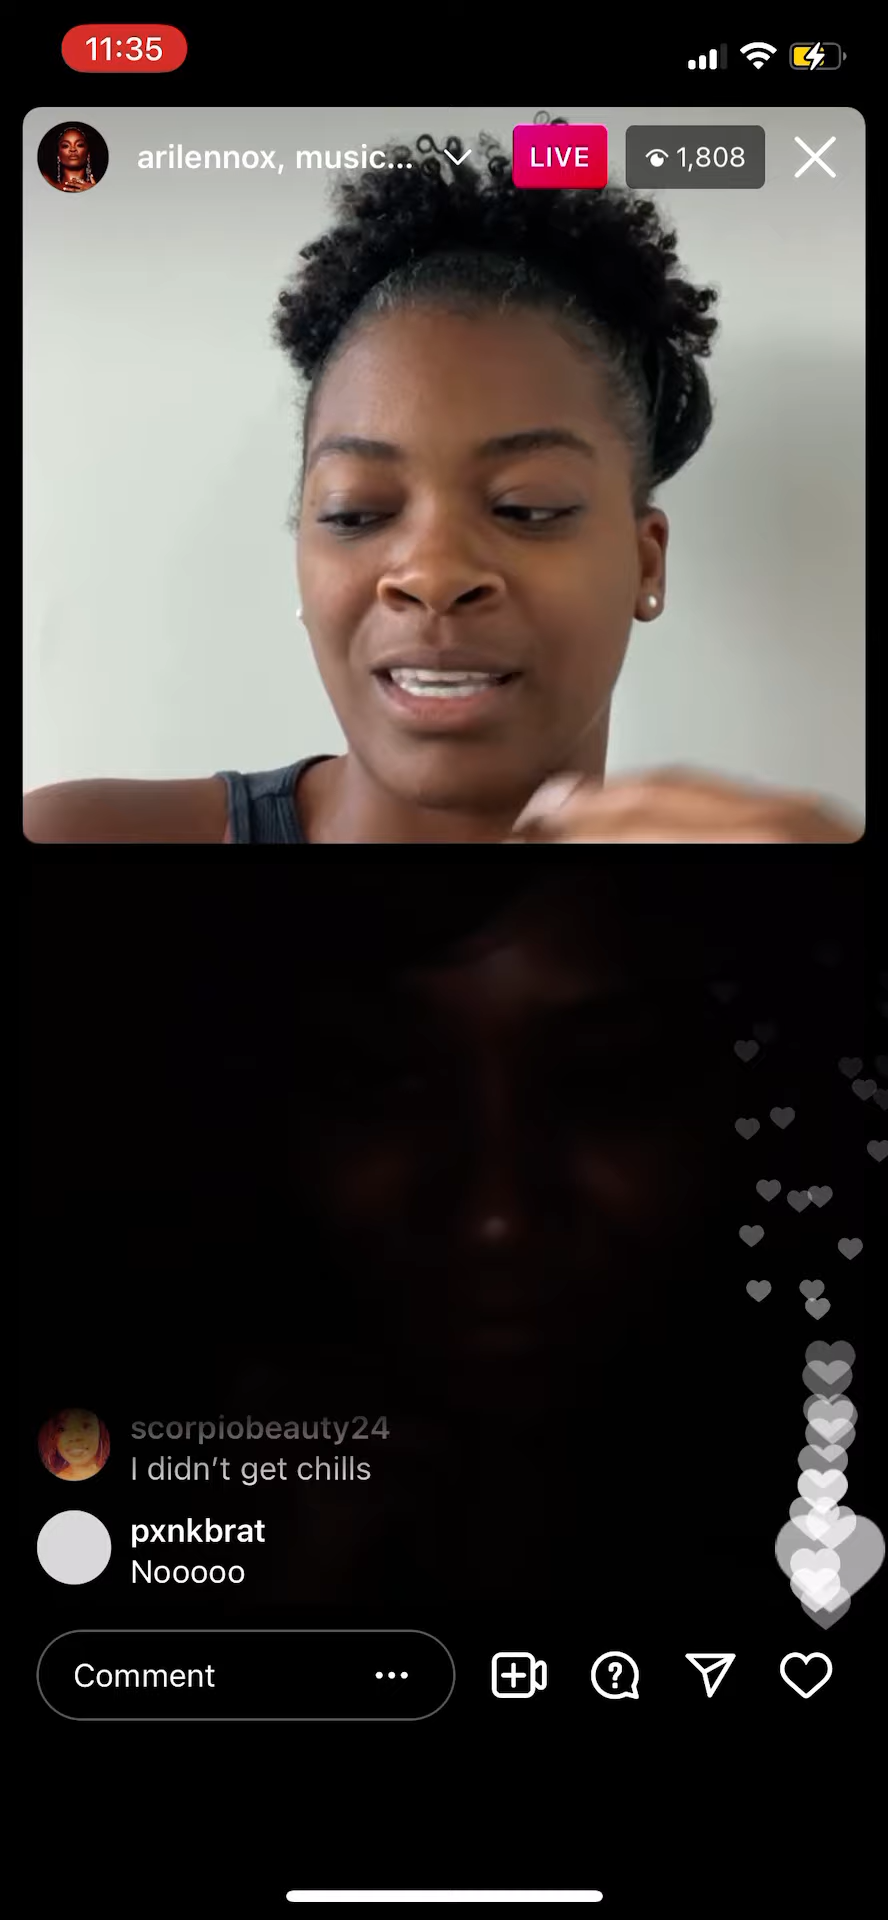 11:35
arilennox, music...
LIVE
1,808
scorpiobeauty24
I didn’t get chills
pxnkbrat
Nooooo
Comment